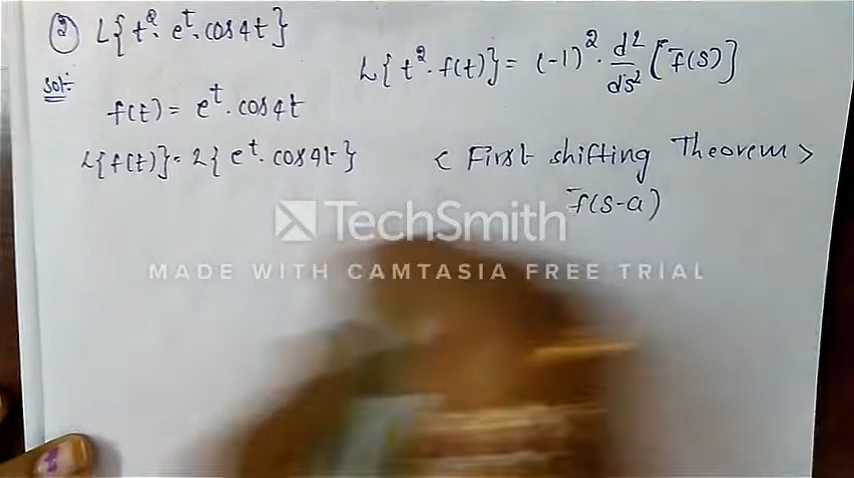 ② L{t². eᵗ. cos4t}
Sol:
L{t². f(t)} = (-1)². d²/ds² [f̄(s)]
f(t) = eᵗ. cos4t
L{f(t)} = L{eᵗ. cos4t} < First shifting Theorem >
f̄(s-a)
TechSmith
MADE WITH CAMTASIA FREE TRIAL